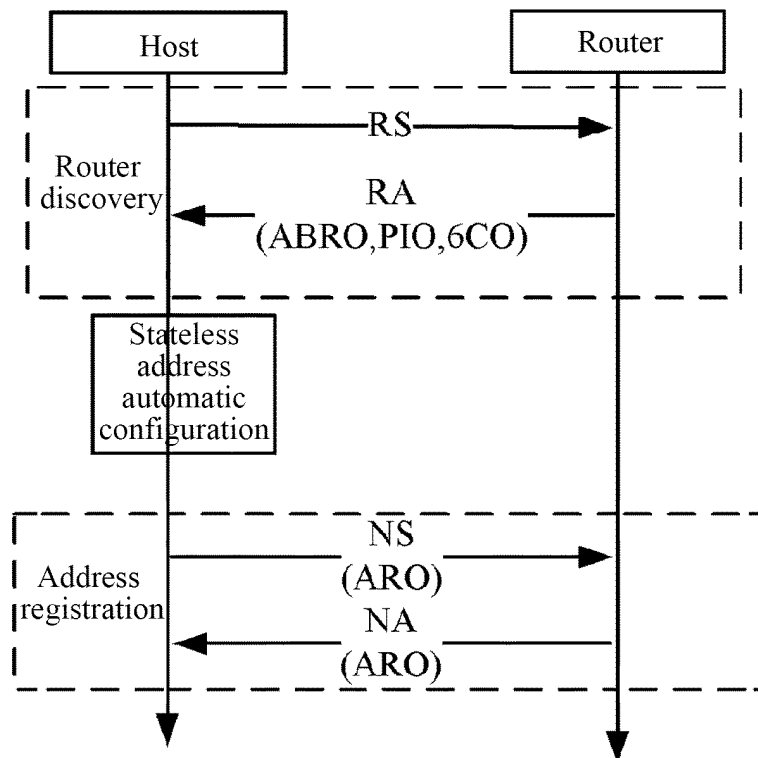 Host
Router
RS
Router
discovery
RA
(ABRO,PIO,6CO)
Stateless
address
automatic
configuration
NS
(ARO)
Address
registration
NA
(ARO)